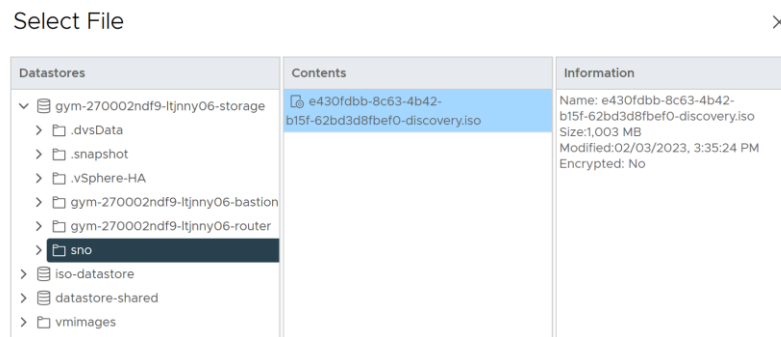 Select File
Datastores
gym-270002ndf9-ltjnny06-storage
.dvsData
.snapshot
.vSphere-HA
gym-270002ndf9-ltjnny06-bastion
gym-270002ndf9-ltjnny06-router
sno
iso-datastore
datastore-shared
vmimages
Contents
e430fdbb-8c63-4b42-
b15f-62bd3d8fbef0-discovery.iso
Information
Name: e430fdbb-8c63-4b42-
b15f-62bd3d8fbef0-discovery.iso
Size:1,003 MB
Modified:02/03/2023, 3:35:24 PM
Encrypted: No